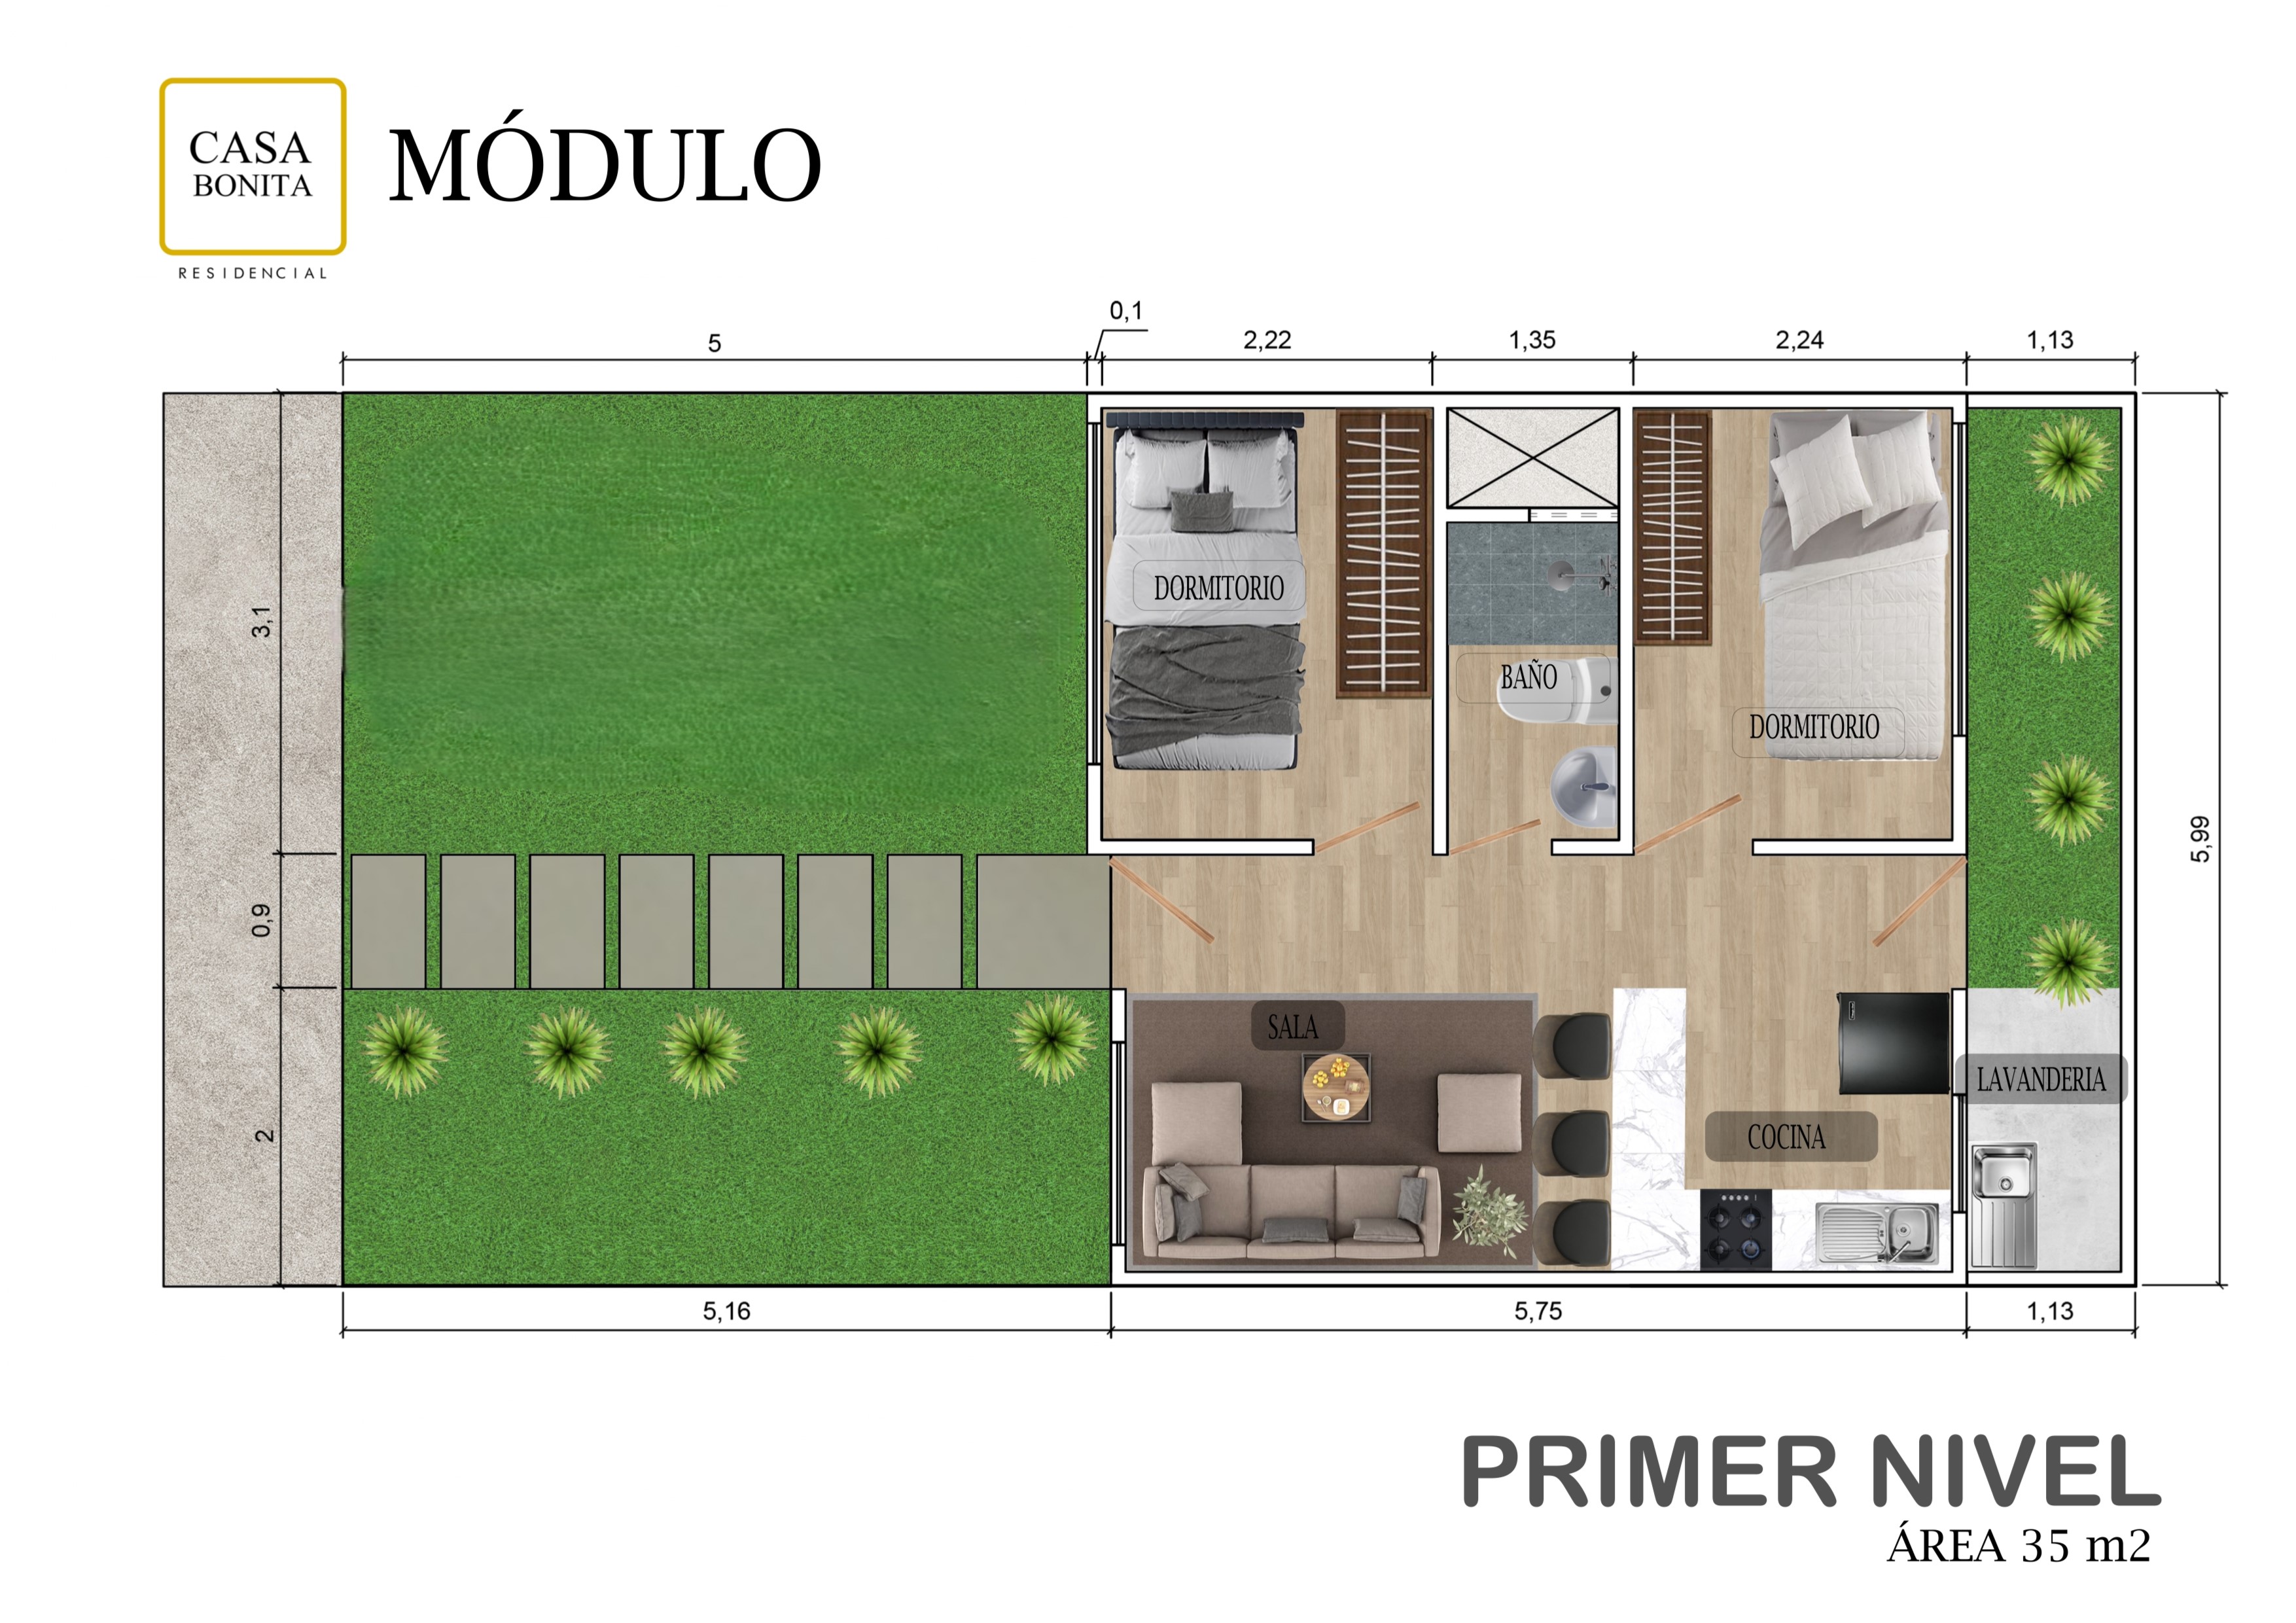 CASA
BONITA
RESIDENCIAL
MÓDULO
0,1
5
2,22
1,35
2,24
1,13
3,1
0,9
2
5,99
DORMITORIO
BAÑO
DORMITORIO
SALA
COCINA
LAVANDERIA
5,16
5,75
1,13
PRIMER NIVEL
ÁREA 35 m2